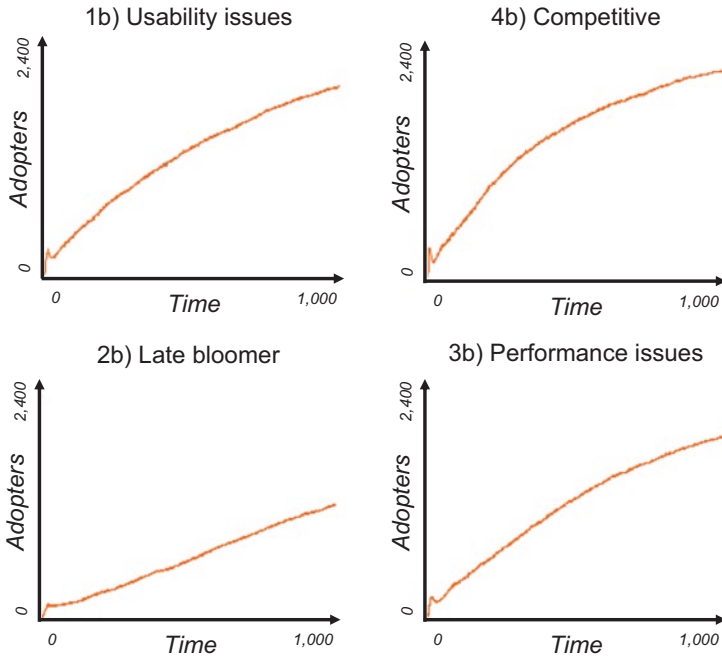 1b) Usability issues
2,400
Adopters
0
0
Time
1,000
4b) Competitive
2,400
Adopters
0
0
Time
1,000
2b) Late bloomer
2,400
Adopters
0
0
Time
1,000
3b) Performance issues
2,400
Adopters
0
0
Time
1,000